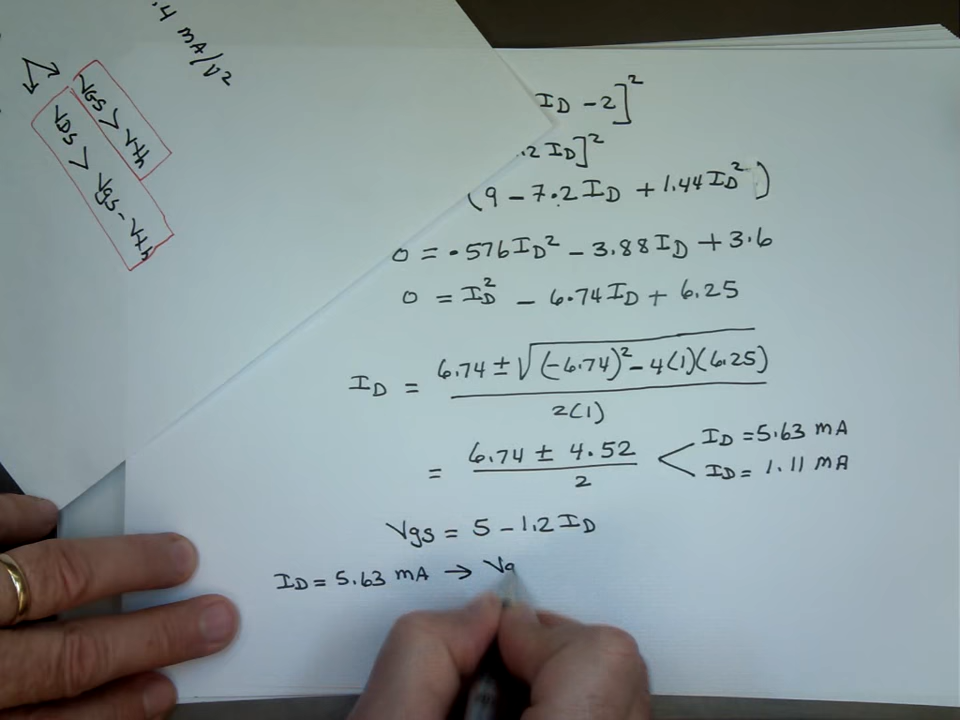 .4 mA/V²
VGS > VTh
VDS > VGS - VTh
ID - 2]²
.2 ID]²
(9 - 7.2 ID + 1.44 ID²)
0 = .576 ID² - 3.88 ID + 3.6
0 = ID² - 6.74 ID + 6.25
ID = 6.74 ± √(-6.74)² - 4(1)(6.25)
2(1)
= 6.74 ± 4.52 / 2
ID = 5.63 mA
ID = 1.11 mA
Vgs = 5 - 1.2 ID
ID = 5.63 mA → Vg